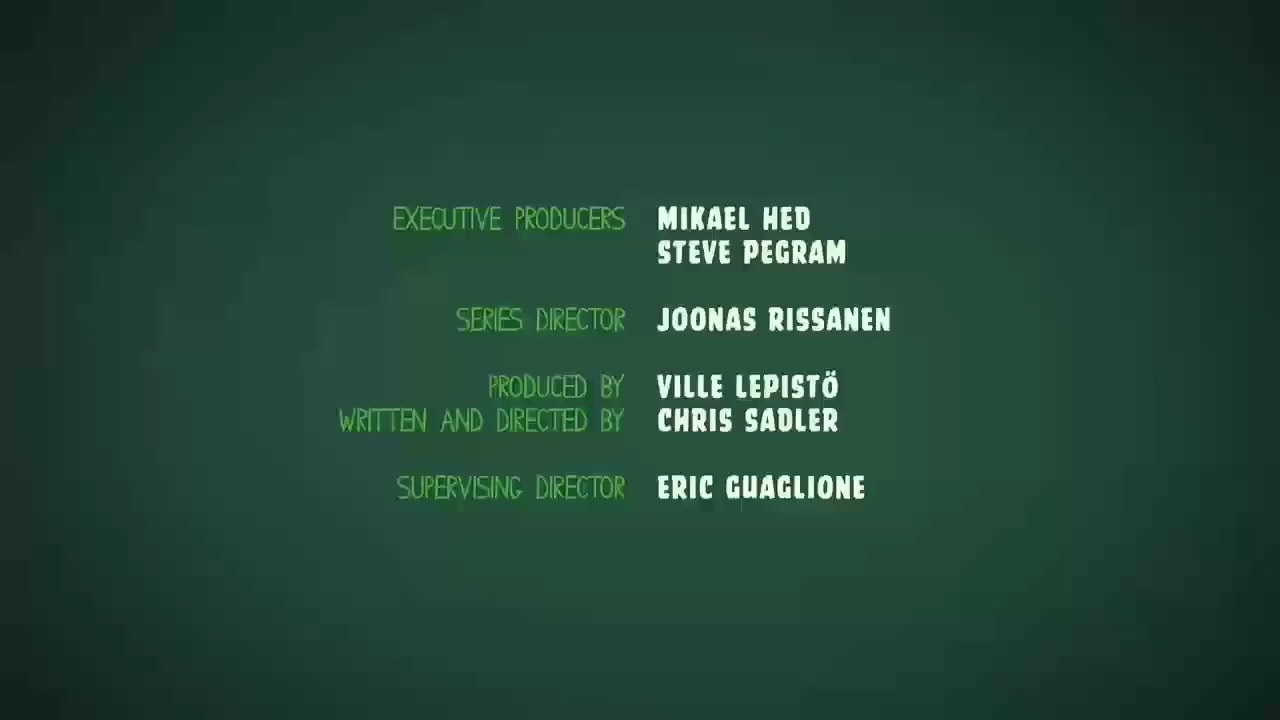 EXECUTIVE PRODUCERS MIKAEL HED
STEVE PEGRAM
SERIES DIRECTOR JOONAS RISSANEN
PRODUCED BY VILLE LEPISTÖ
WRITTEN AND DIRECTED BY CHRIS SADLER
SUPERVISING DIRECTOR ERIC GUAGLIONE